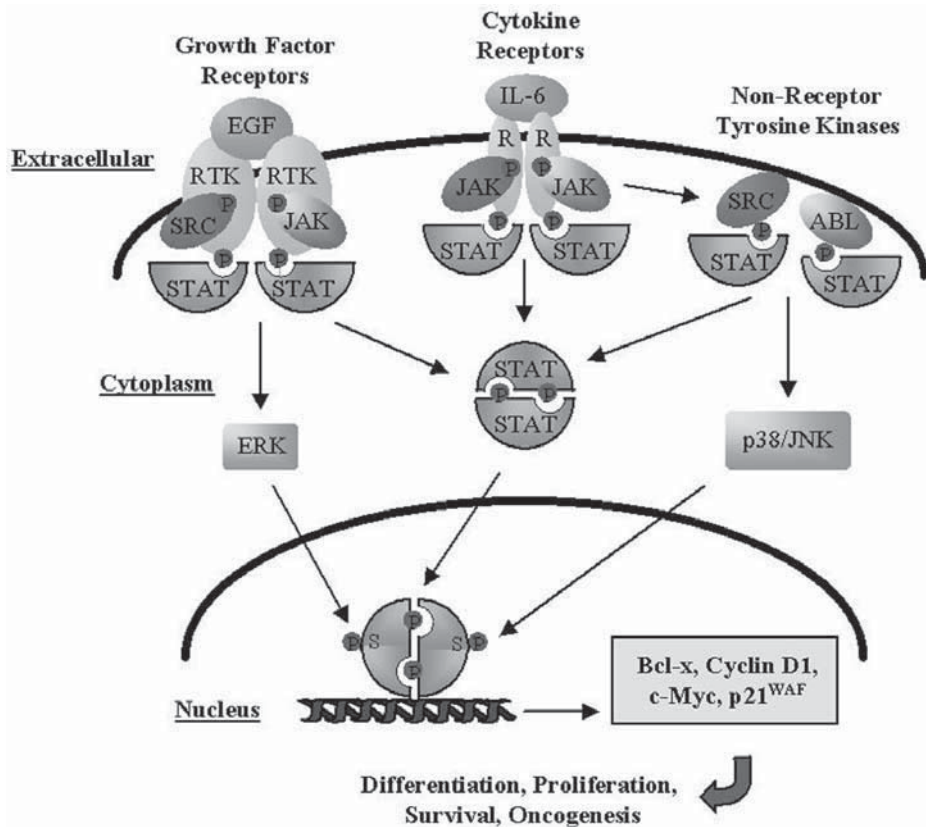 Cytokine
Receptors
Growth Factor
Receptors
Non-Receptor
Tyrosine Kinases
Extracellular
EGF
RTK
RTK
P
P
SRC
JAK
P
P
STAT
STAT
IL-6
R
R
P
P
JAK
JAK
P
P
STAT
STAT
SRC
ABL
P
P
STAT
STAT
Cytoplasm
STAT
P
P
STAT
ERK
p38/JNK
P
P
S
S
P
P
Nucleus
Bcl-x, Cyclin D1,
c-Myc, p21WAF
Differentiation, Proliferation,
Survival, Oncogenesis